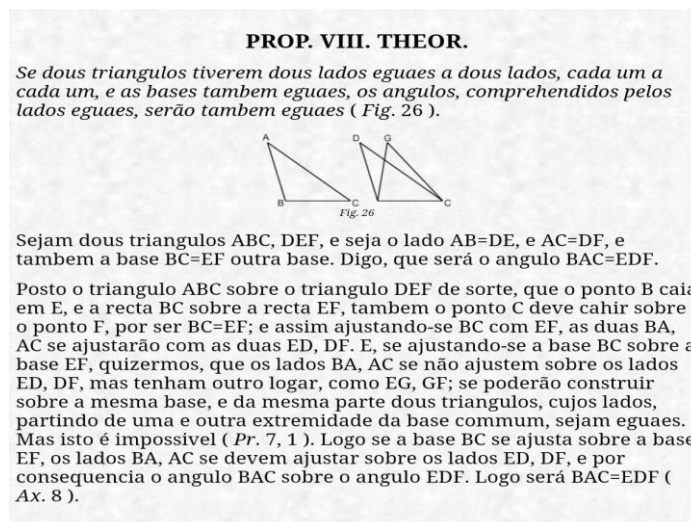 PROP. VIII. THEOR.
Se dous triangulos tiverem dous lados eguaes a dous lados, cada um a
cada um, e as bases tambem eguaes, os angulos, comprehendidos pelos
lados eguaes, serão tambem eguaes ( Fig. 26 ).
A D G
B C C
Fig. 26
Sejam dous triangulos ABC, DEF, e seja o lado AB=DE, e AC=DF, e
tambem a base BC=EF outra base. Digo, que será o angulo BAC=EDF.
Posto o triangulo ABC sobre o triangulo DEF de sorte, que o ponto B caia
em E, e a recta BC sobre a recta EF, tambem o ponto C deve cahir sobre
o ponto F, por ser BC=EF; e assim ajustando-se BC com EF, as duas BA,
AC se ajustarão com as duas ED, DF. E, se ajustando-se a base BC sobre a
base EF, quizermos, que os lados BA, AC se não ajustem sobre os lados
ED, DF, mas tenham outro logar, como EG, GF; se poderão construir
sobre a mesma base, e da mesma parte dous triangulos, cujos lados,
partindo de uma e outra extremidade da base commum, sejam eguaes.
Mas isto é impossivel ( Pr. 7, 1 ). Logo se a base BC se ajusta sobre a base
EF, os lados BA, AC se devem ajustar sobre os lados ED, DF, e por
consequencia o angulo BAC sobre o angulo EDF. Logo será BAC=EDF (
Ax. 8 ).